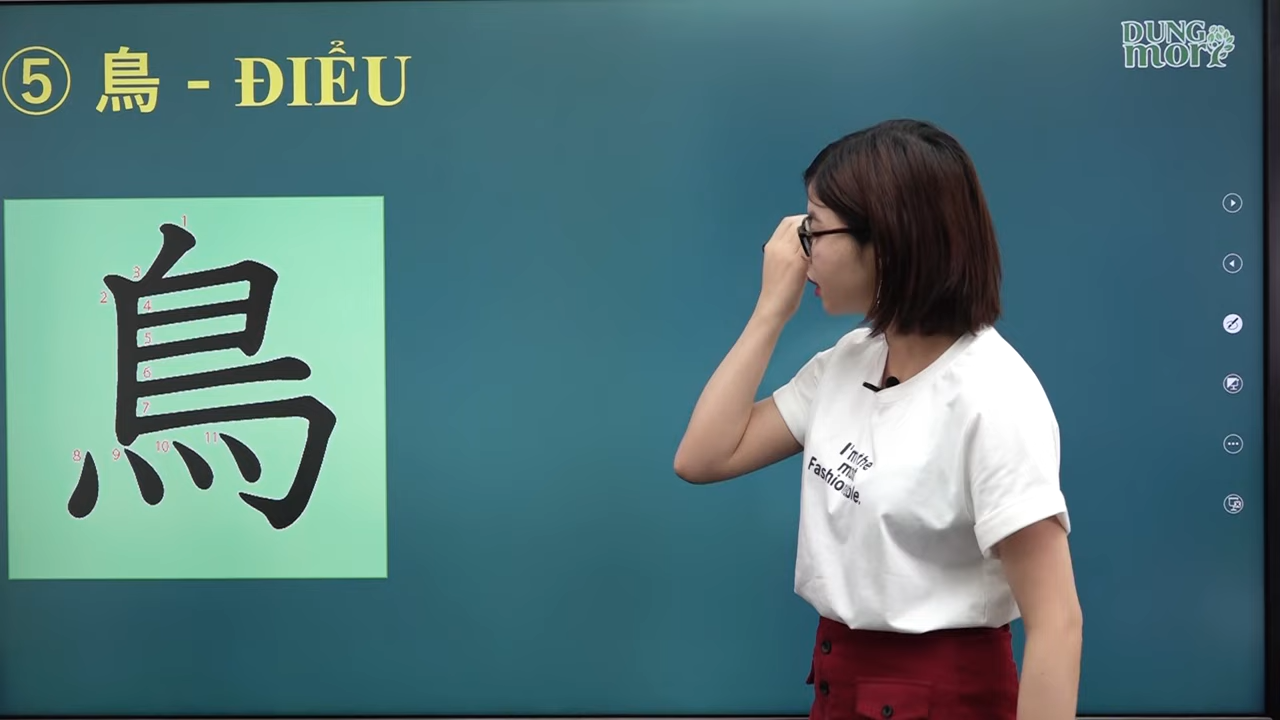 ⑤ 鳥 - ĐIỂU
DUNG
mori
鳥
1
2
3
4
5
6
7
8
9
10
11
I'm the
most
Fashionable.